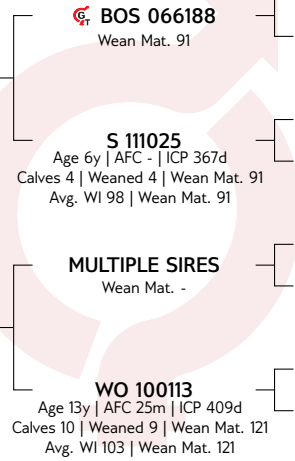 GT BOS 066188
Wean Mat. 91
S 111025
Age 6y | AFC - | ICP 367d
Calves 4 | Weaned 4 | Wean Mat. 91
Avg. WI 98 | Wean Mat. 91
MULTIPLE SIRES
Wean Mat. -
WO 100113
Age 13y | AFC 25m | ICP 409d
Calves 10 | Weaned 9 | Wean Mat. 121
Avg. WI 103 | Wean Mat. 121